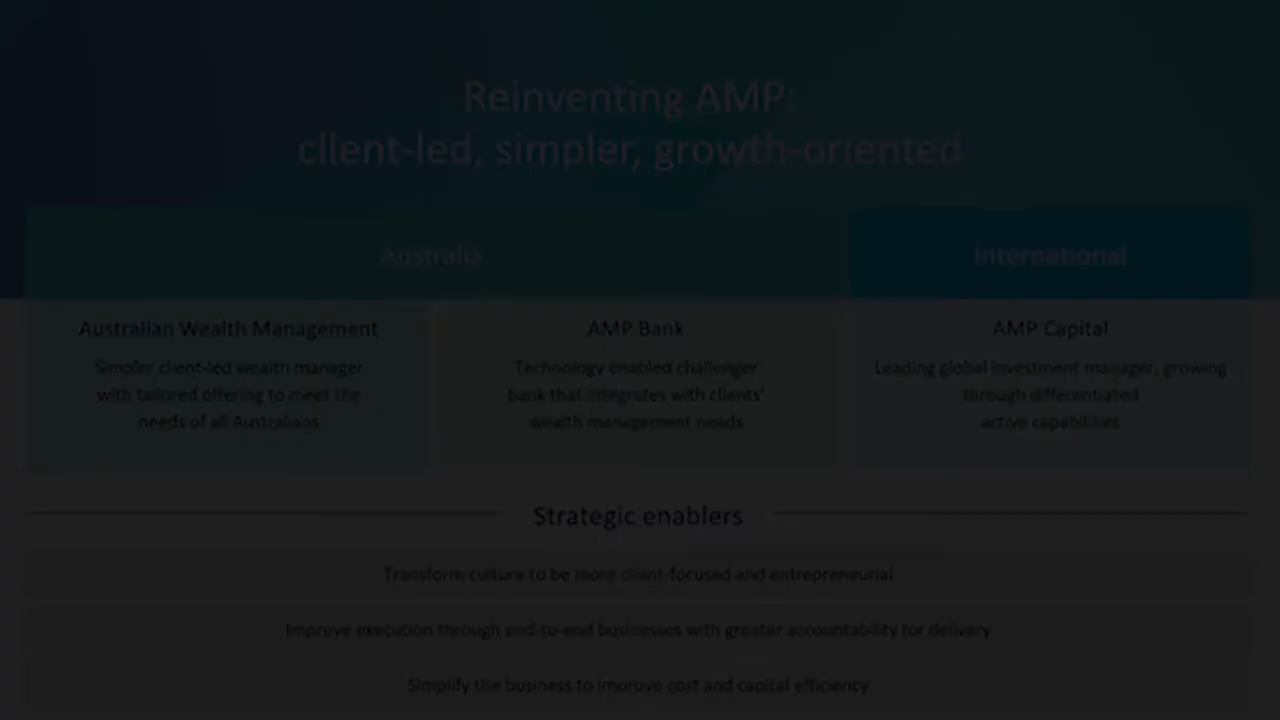 Reinventing AMP:
client-led, simpler, growth-oriented
Australia
International
Australian Wealth Management
Simpler client-led wealth manager
with tailored offering to meet the
needs of all Australians
AMP Bank
Technology enabled challenger
bank that integrates with clients'
wealth management needs
AMP Capital
Leading global investment manager, growing
through differentiated
active capabilities
Strategic enablers
Transform culture to be more client-focused and entrepreneurial
Improve execution through end-to-end businesses with greater accountability for delivery
Simplify the business to improve cost and capital efficiency